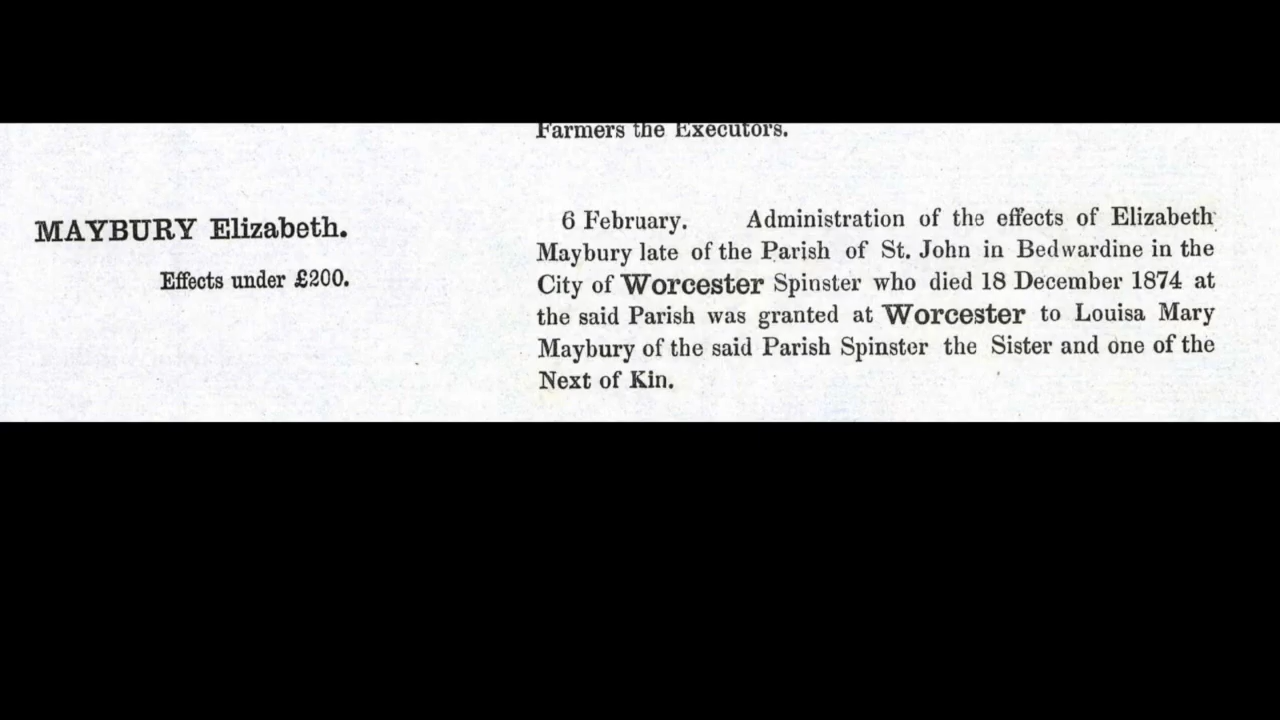 Farmers the Executors.
MAYBURY Elizabeth.
Effects under £200.
6 February. Administration of the effects of Elizabeth
Maybury late of the Parish of St. John in Bedwardine in the
City of Worcester Spinster who died 18 December 1874 at
the said Parish was granted at Worcester to Louisa Mary
Maybury of the said Parish Spinster the Sister and one of the
Next of Kin.